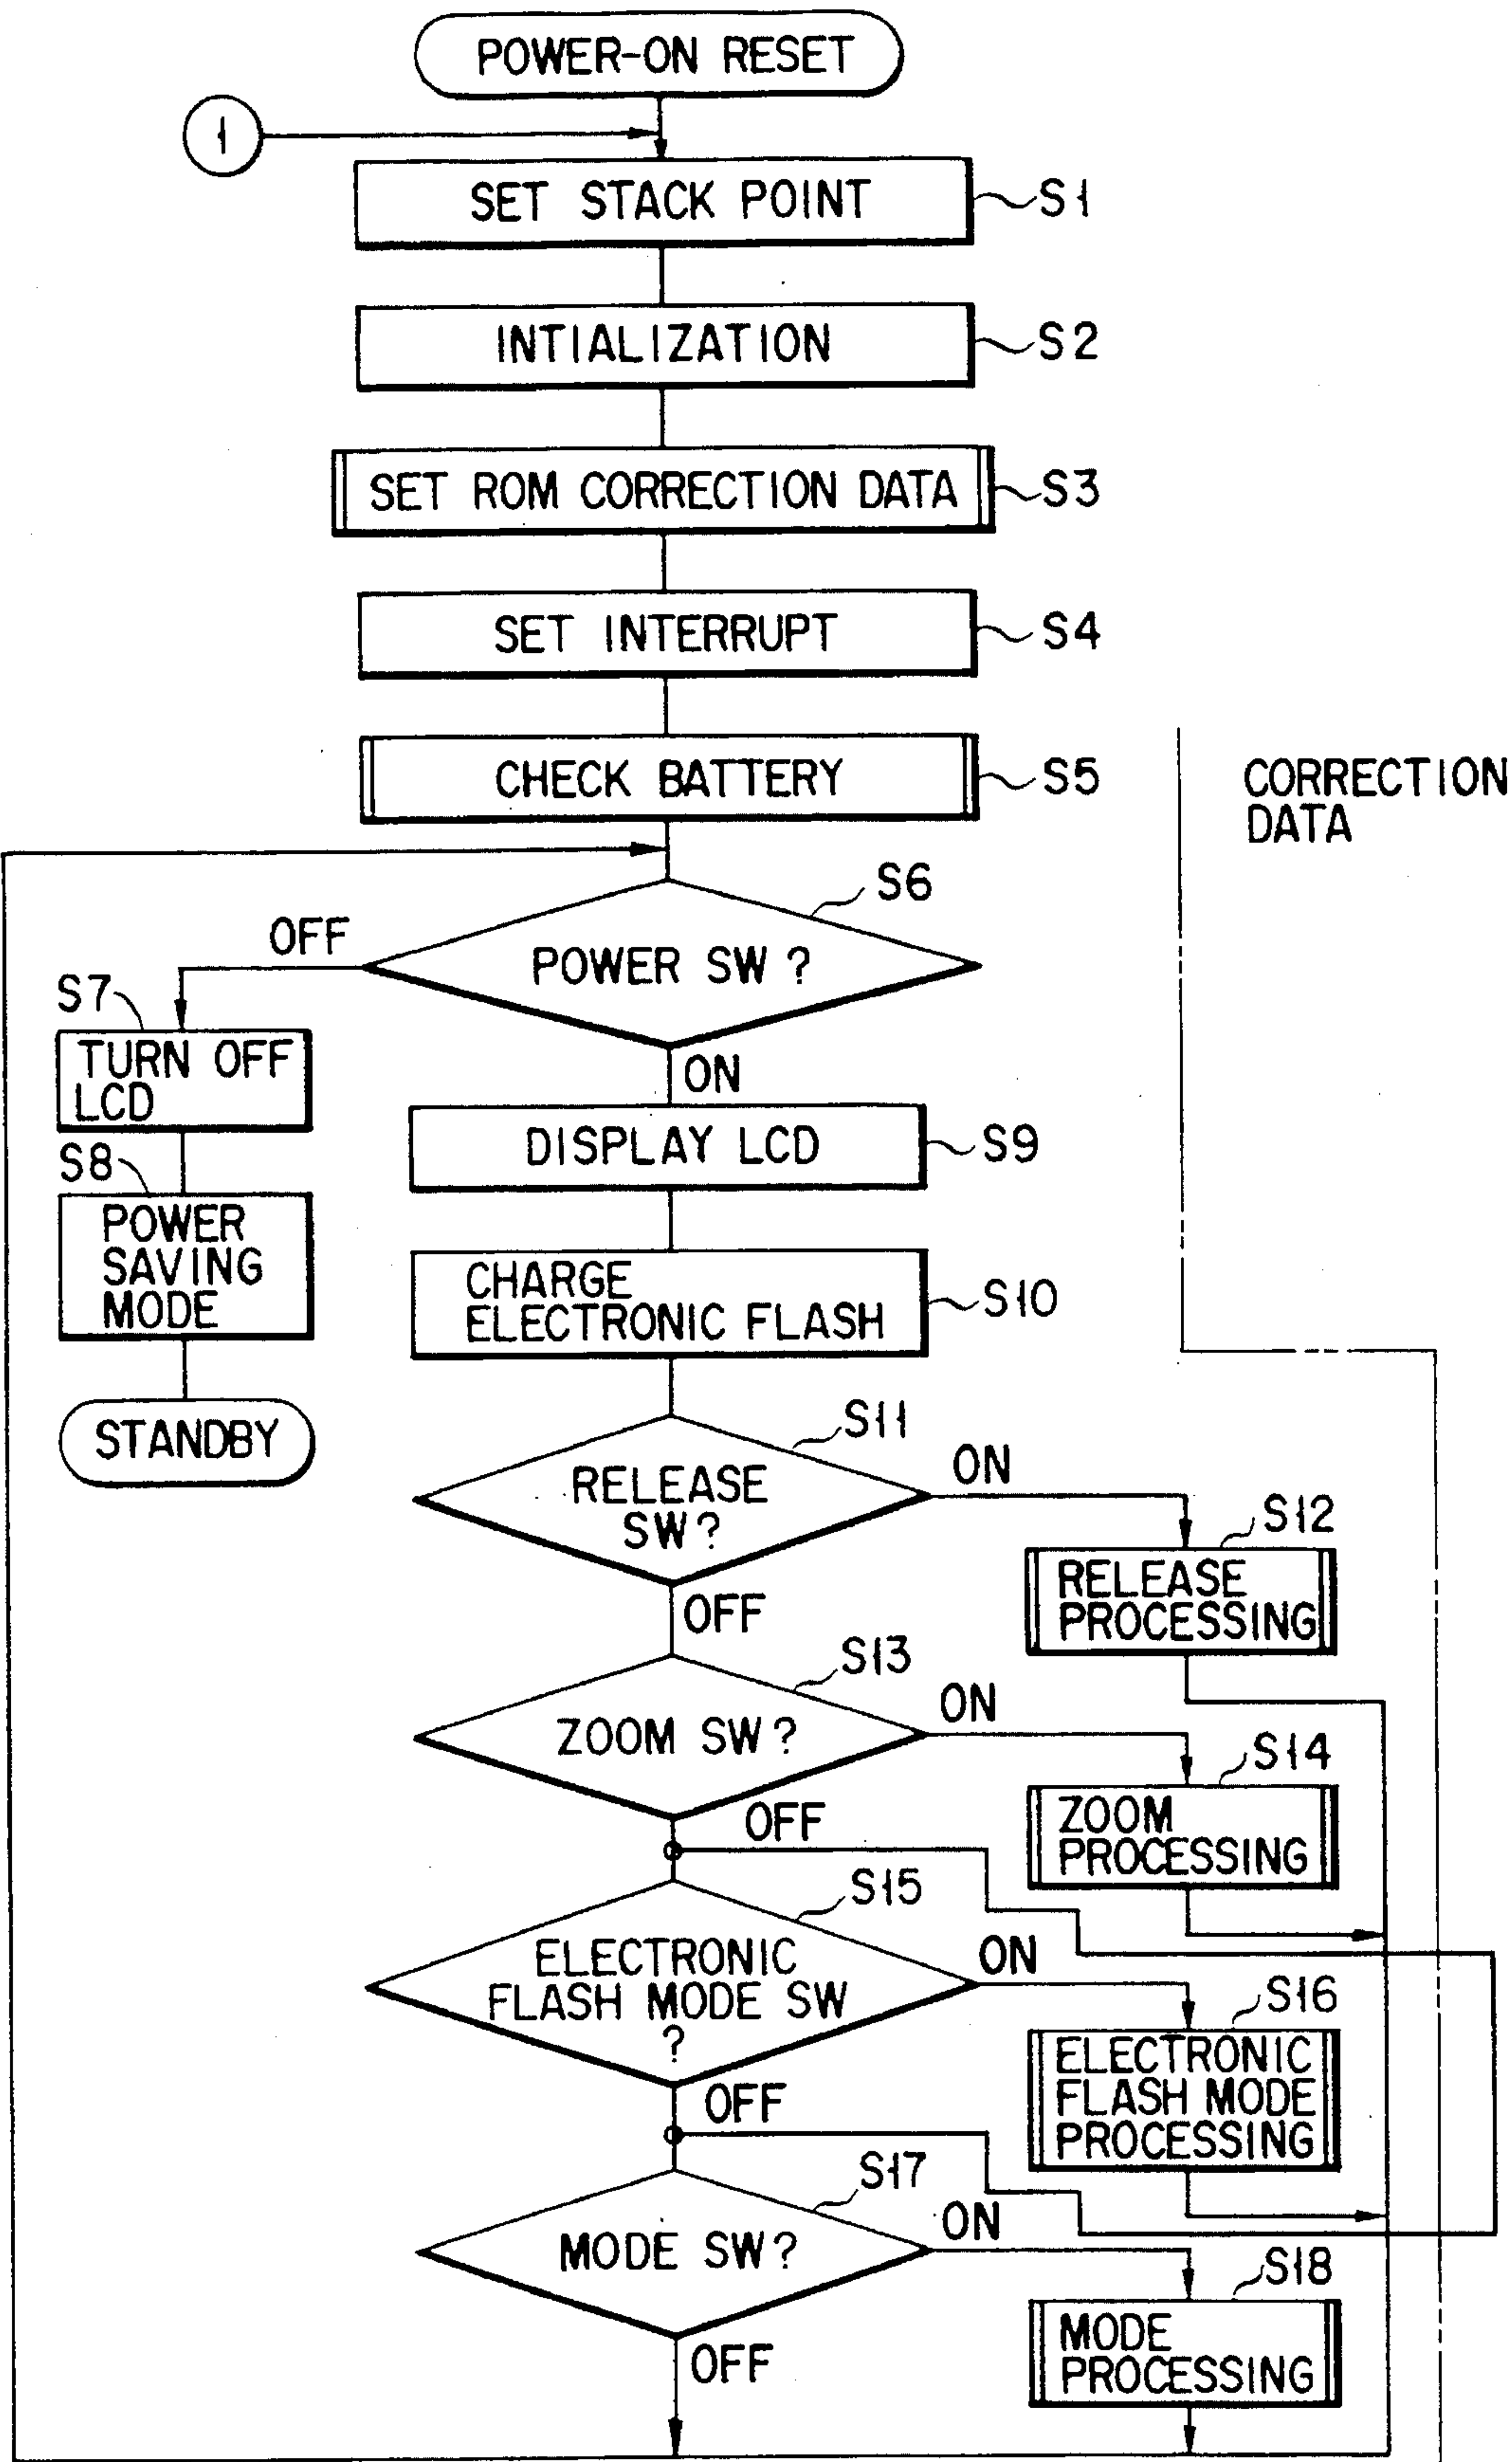 POWER-ON RESET
1
SET STACK POINT
S1
INTIALIZATION
S2
SET ROM CORRECTION DATA
S3
SET INTERRUPT
S4
CHECK BATTERY
S5
CORRECTION
DATA
S6
OFF
POWER SW ?
S7
TURN OFF
LCD
ON
DISPLAY LCD
S9
S8
POWER
SAVING
MODE
CHARGE
ELECTRONIC FLASH
S10
STANDBY
S11
ON
RELEASE
SW?
S12
RELEASE
PROCESSING
OFF
S13
ON
ZOOM SW?
S14
ZOOM
PROCESSING
OFF
S15
ON
ELECTRONIC
FLASH MODE SW
?
S16
ELECTRONIC
FLASH MODE
PROCESSING
OFF
S17
ON
MODE SW?
S18
MODE
PROCESSING
OFF